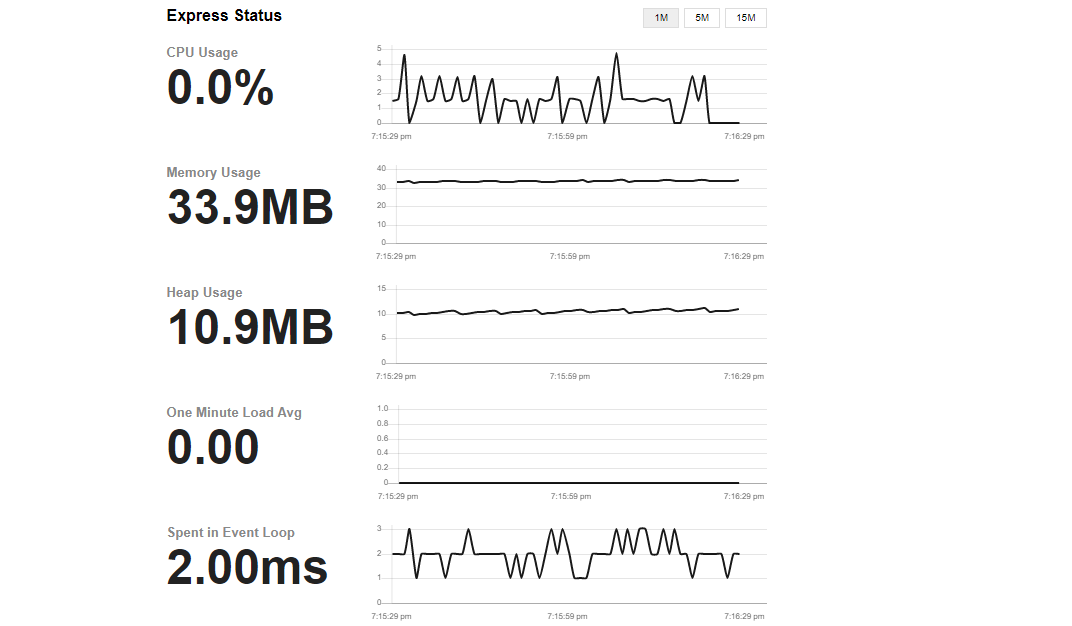 Express Status
1M 5M 15M
CPU Usage
0.0%
5
4
3
2
1
0
7:15:29 pm 7:15:59 pm 7:16:29 pm
Memory Usage
33.9MB
40
30
20
10
0
7:15:29 pm 7:15:59 pm 7:16:29 pm
Heap Usage
10.9MB
15
10
5
0
7:15:29 pm 7:15:59 pm 7:16:29 pm
One Minute Load Avg
0.00
1.0
0.8
0.6
0.4
0.2
0
7:15:29 pm 7:15:59 pm 7:16:29 pm
Spent in Event Loop
2.00ms
3
2
1
0
7:15:29 pm 7:15:59 pm 7:16:29 pm